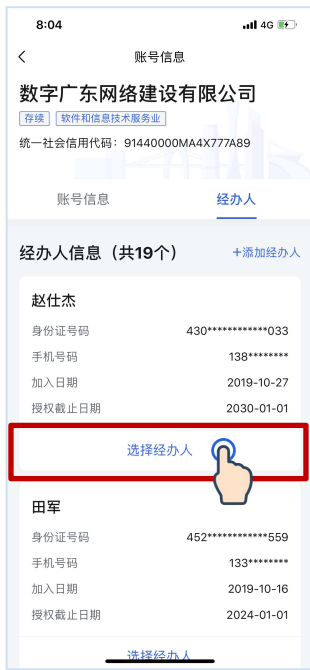 8:04
4G
账号信息
数字广东网络建设有限公司
存续 软件和信息技术服务业
统一社会信用代码：91440000MA4X777A89
账号信息 经办人
经办人信息（共19个） +添加经办人
赵仕杰
身份证号码 430************033
手机号码 138********
加入日期 2019-10-27
授权截止日期 2030-01-01
选择经办人
田军
身份证号码 452************559
手机号码 133********
加入日期 2019-10-16
授权截止日期 2024-01-01
选择经办人